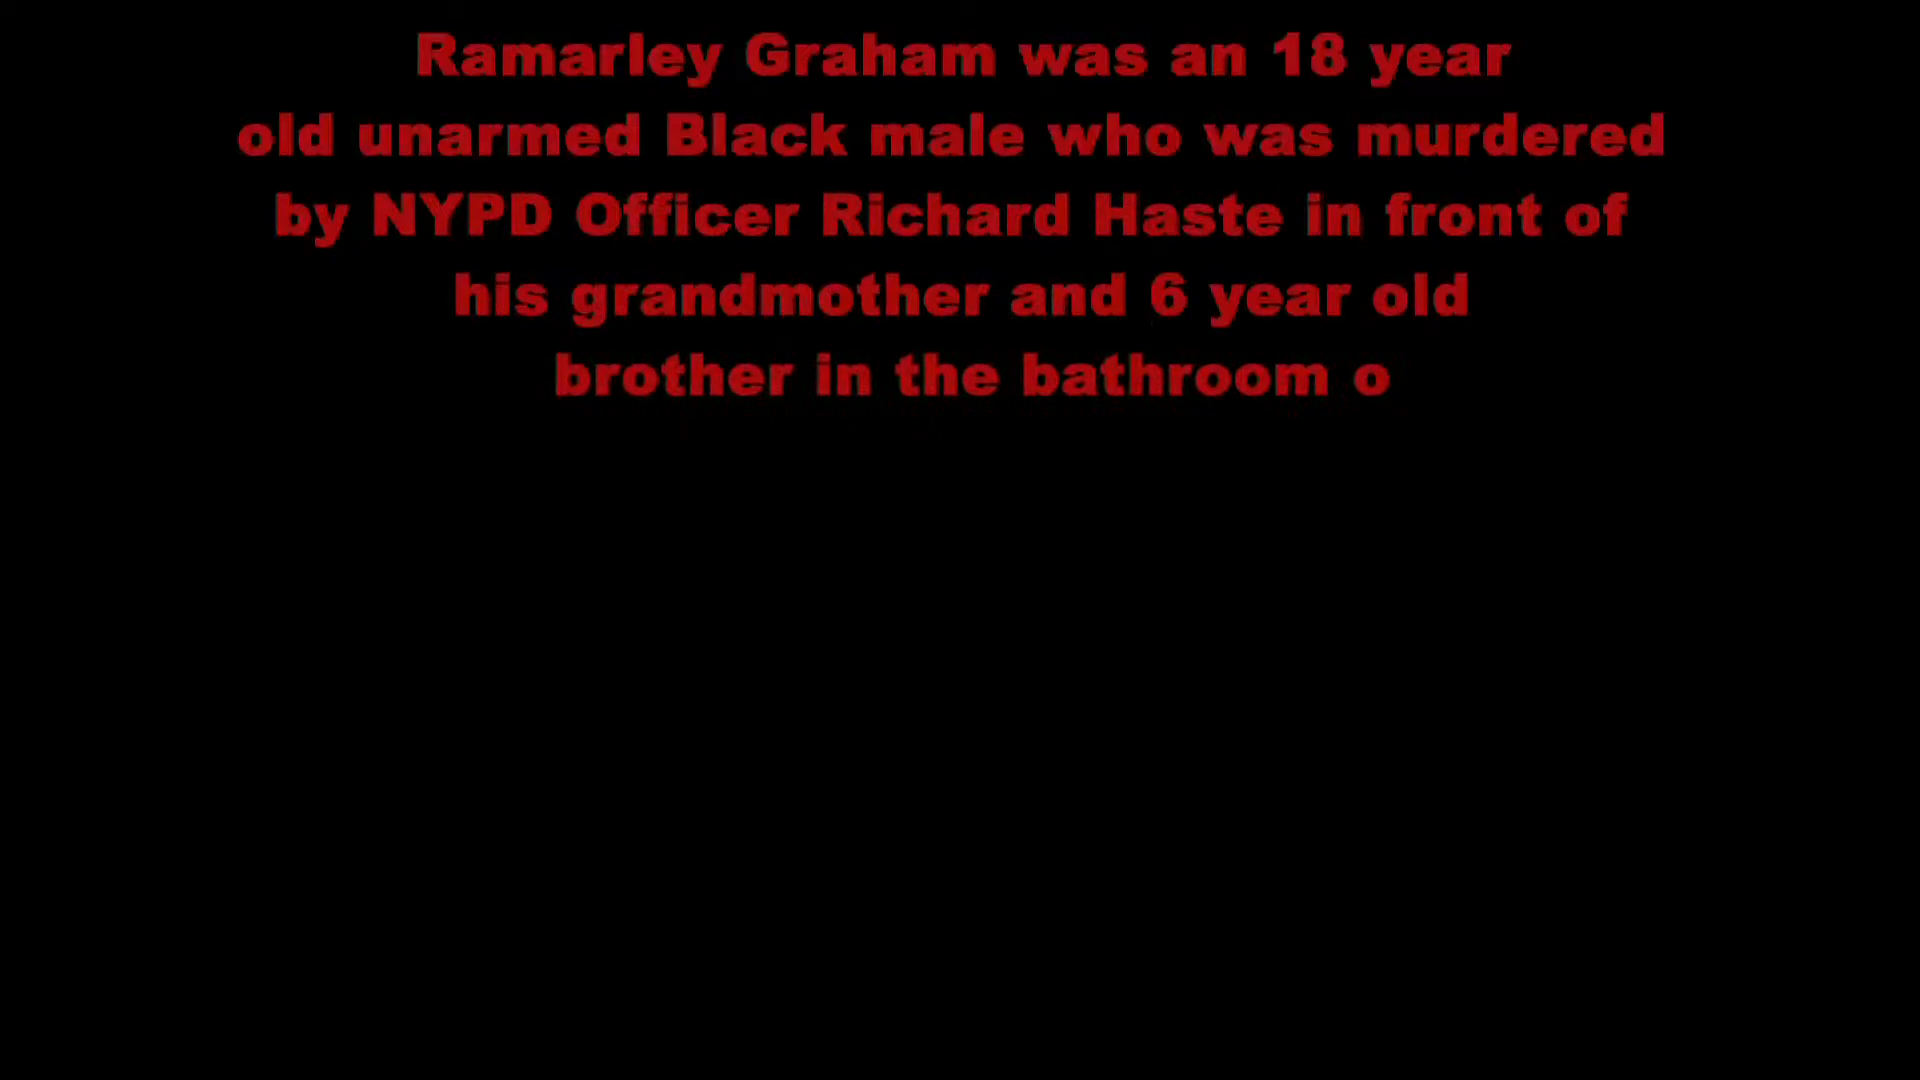 Ramarley Graham was an 18 year
old unarmed Black male who was murdered
by NYPD Officer Richard Haste in front of
his grandmother and 6 year old
brother in the bathroom o